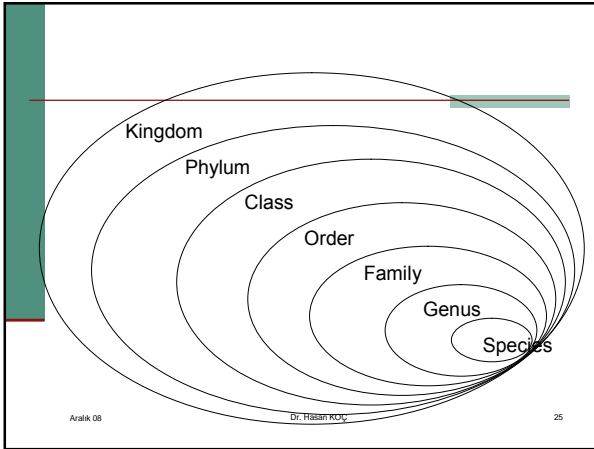 Kingdom
Phylum
Class
Order
Family
Genus
Species
Aralık 08 Dr. Hasan KOÇ 25